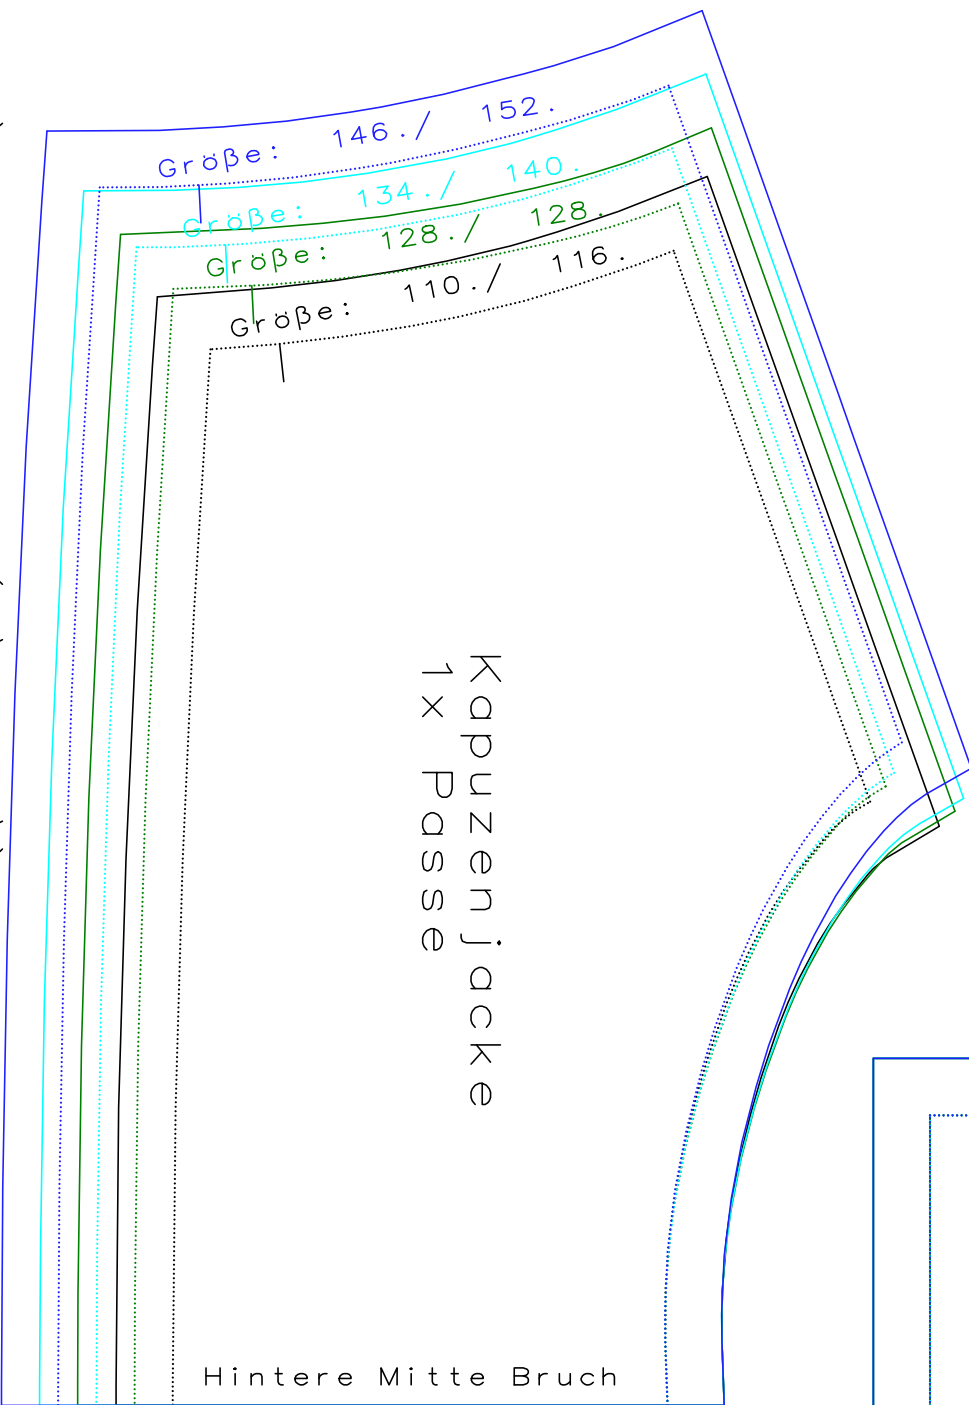 Größe: 146./ 152.
Größe: 134./ 140.
Größe: 128./ 128.
Größe: 110./ 116.
Kapuzenjacke
1x Passe
Hintere Mitte Bruch